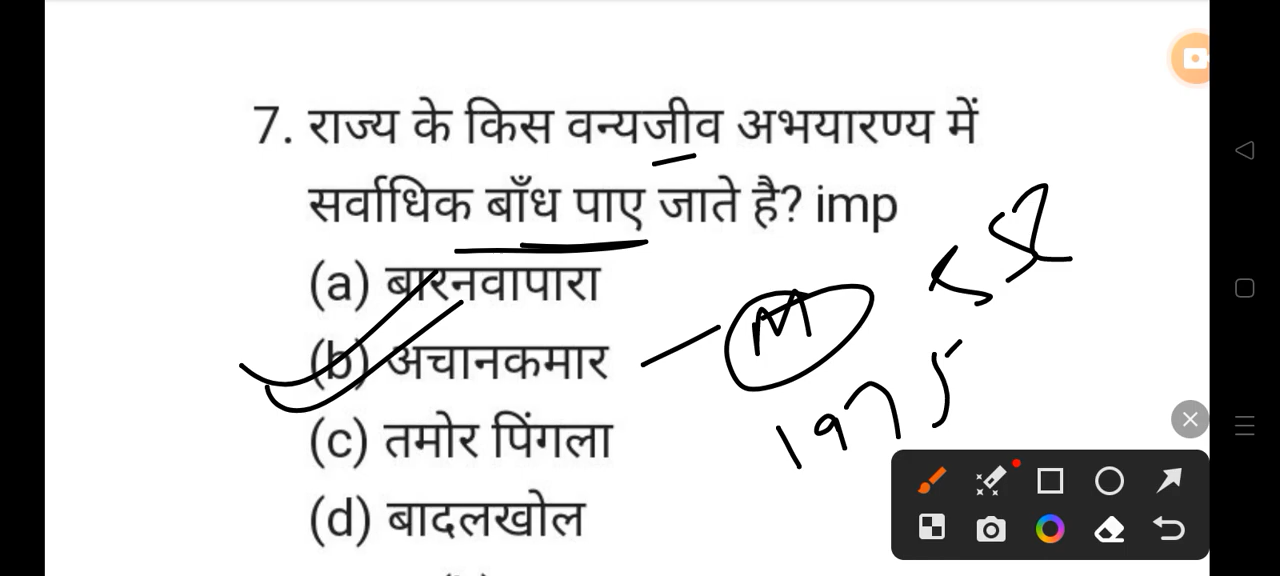 7. राज्य के किस वन्यजीव अभयारण्य में
सर्वाधिक बाँध पाए जाते है? imp
(a) बारनवापारा
(b) अचानकमार
M
(c) तमोर पिंगला
1975
(d) बादलखोल